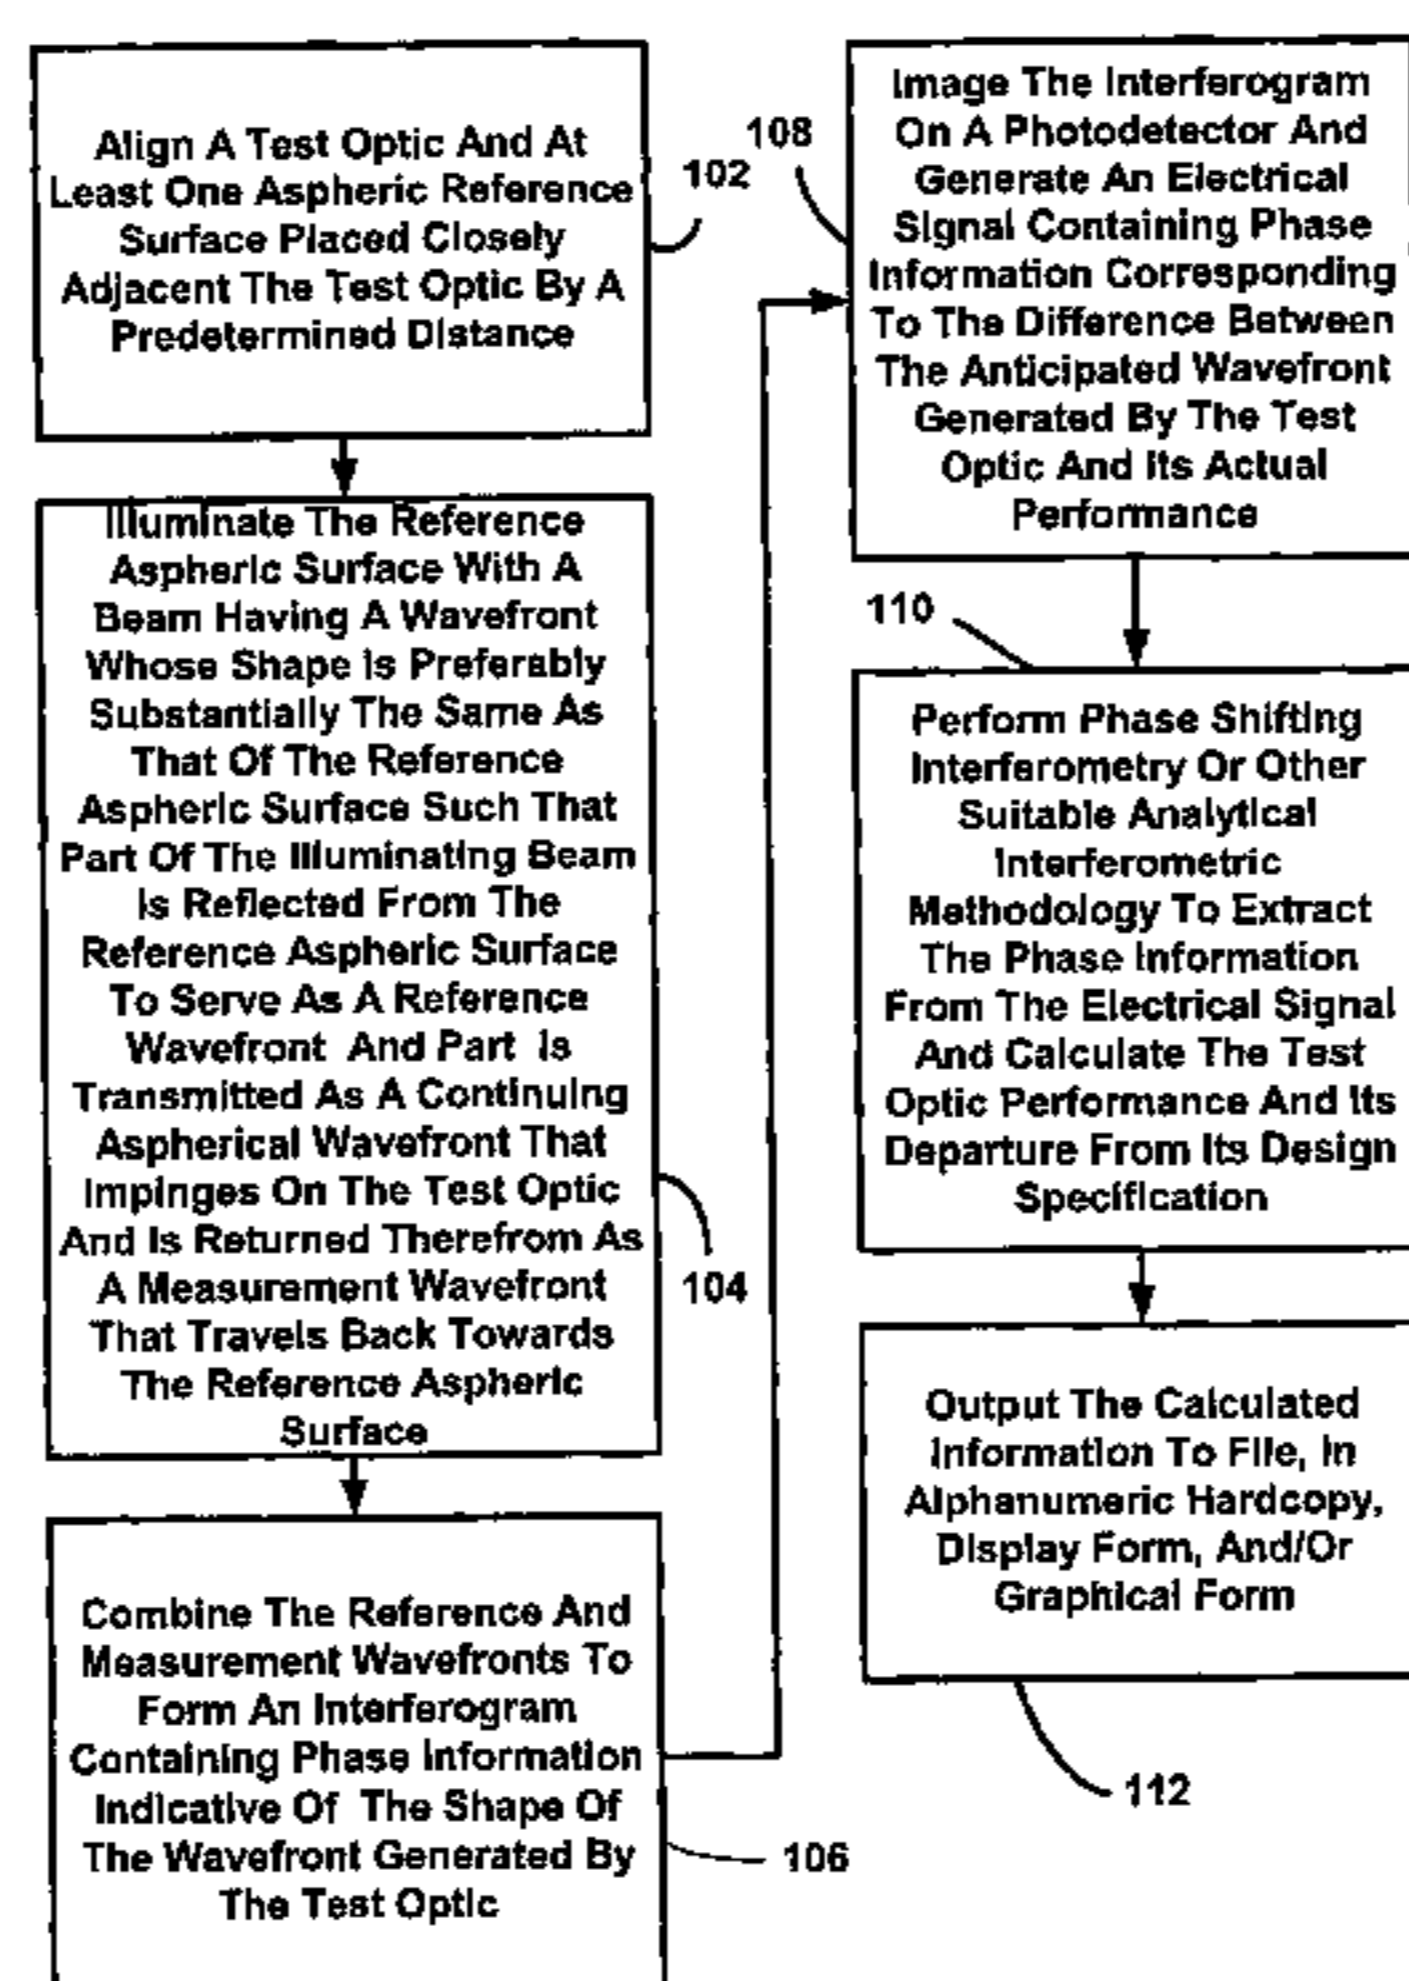 Align A Test Optic And At
Least One Aspheric Reference
Surface Placed Closely
Adjacent The Test Optic By A
Predetermined Distance
102
Illuminate The Reference
Aspheric Surface With A
Beam Having A Wavefront
Whose Shape Is Preferably
Substantially The Same As
That Of The Reference
Aspheric Surface Such That
Part Of The Illuminating Beam
Is Reflected From The
Reference Aspheric Surface
To Serve As A Reference
Wavefront And Part Is
Transmitted As A Continuing
Aspherical Wavefront That
Impinges On The Test Optic
And Is Returned Therefrom As
A Measurement Wavefront
That Travels Back Towards
The Reference Aspheric
Surface
104
Combine The Reference And
Measurement Wavefronts To
Form An Interferogram
Containing Phase Information
Indicative Of The Shape Of
The Wavefront Generated By
The Test Optic
106
108
Image The Interferogram
On A Photodetector And
Generate An Electrical
Signal Containing Phase
Information Corresponding
To The Difference Between
The Anticipated Wavefront
Generated By The Test
Optic And Its Actual
Performance
110
Perform Phase Shifting
Interferometry Or Other
Suitable Analytical
Interferometric
Methodology To Extract
The Phase Information
From The Electrical Signal
And Calculate The Test
Optic Performance And Its
Departure From Its Design
Specification
Output The Calculated
Information To File, In
Alphanumeric Hardcopy,
Display Form, And/Or
Graphical Form
112